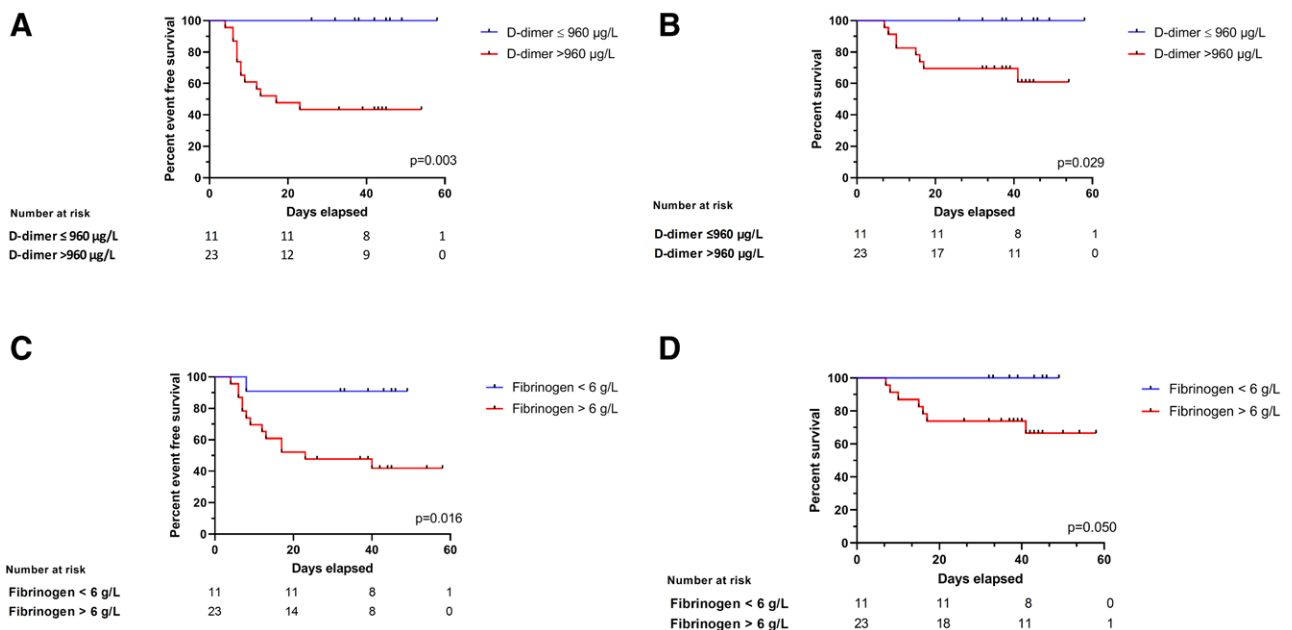 A
Percent event free survival
100
80
60
40
20
0
0 20 40 60
Days elapsed
p=0.003
D-dimer ≤ 960 µg/L
D-dimer >960 µg/L
Number at risk
D-dimer ≤ 960 µg/L 11 11 8 1
D-dimer >960 µg/L 23 12 9 0
B
Percent survival
100
80
60
40
20
0
0 20 40 60
Days elapsed
p=0.029
D-dimer ≤ 960 µg/L
D-dimer >960 µg/L
Number at risk
D-dimer ≤960 µg/L 11 11 8 1
D-dimer >960 µg/L 23 17 11 0
C
Percent event free survival
100
80
60
40
20
0
0 20 40 60
Days elapsed
p=0.016
Fibrinogen < 6 g/L
Fibrinogen > 6 g/L
Number at risk
Fibrinogen < 6 g/L 11 11 8 1
Fibrinogen > 6 g/L 23 14 8 0
D
Percent survival
100
80
60
40
20
0
0 20 40 60
Days elapsed
p=0.050
Fibrinogen < 6 g/L
Fibrinogen > 6 g/L
Number at risk
Fibrinogen < 6 g/L 11 11 8 0
Fibrinogen > 6 g/L 23 18 11 1